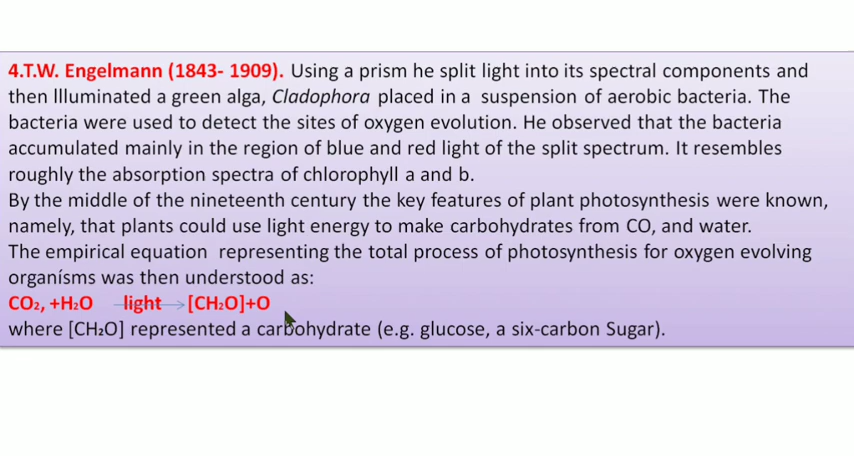 4.T.W. Engelmann (1843- 1909). Using a prism he split light into its spectral components and
then llluminated a green alga, Cladophora placed in a suspension of aerobic bacteria. The
bacteria were used to detect the sites of oxygen evolution. He observed that the bacteria
accumulated mainly in the region of blue and red light of the split spectrum. It resembles
roughly the absorption spectra of chlorophyll a and b.
By the middle of the nineteenth century the key features of plant photosynthesis were known,
namely, that plants could use light energy to make carbohydrates from CO, and water.
The empirical equation representing the total process of photosynthesis for oxygen evolving
organísms was then understood as:
CO₂, +H₂O light→[CH₂O]+O
where [CH₂O] represented a carbohydrate (e.g. glucose, a six-carbon Sugar).